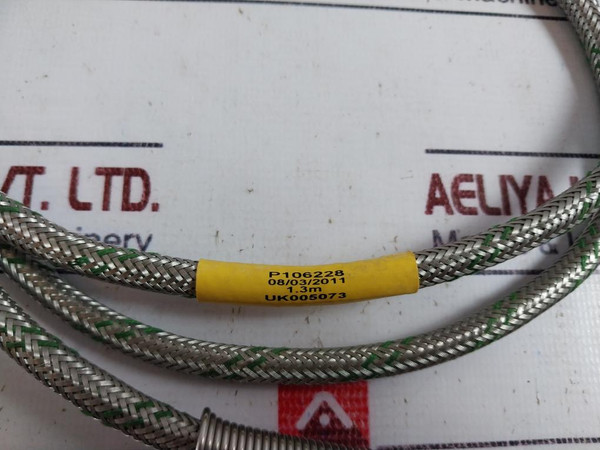 VT. LTD.
AELIYA
P106228
08/03/2011
1.3m
UK005073